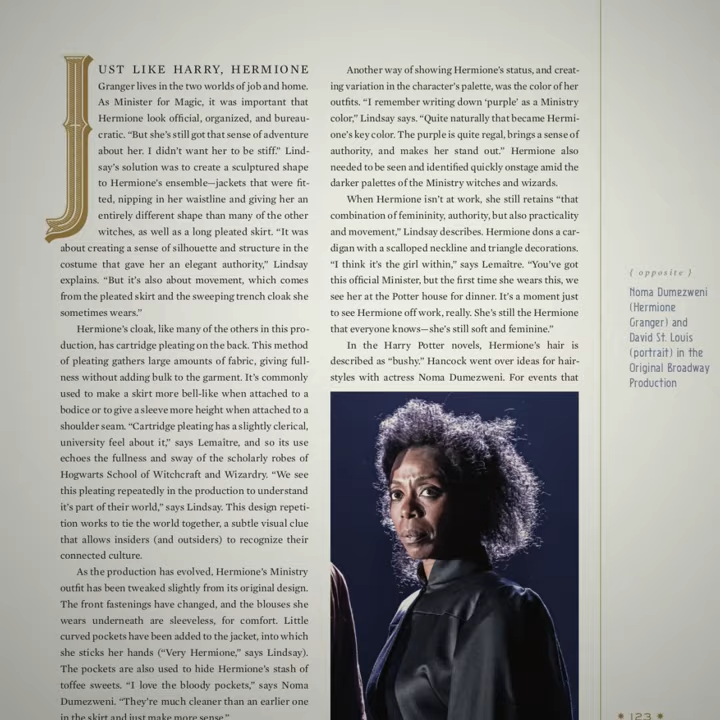 JUST LIKE HARRY, HERMIONE
Granger lives in the two worlds of job and home.
As Minister for Magic, it was important that
Hermione look official, organized, and bureau-
cratic. “But she’s still got that sense of adventure
about her. I didn’t want her to be stiff.” Lind-
say’s solution was to create a sculptured shape
to Hermione’s ensemble—jackets that were fit-
ted, nipping in her waistline and giving her an
entirely different shape than many of the other
witches, as well as a long pleated skirt. “It was
about creating a sense of silhouette and structure in the
costume that gave her an elegant authority,” Lindsay
explains. “But it’s also about movement, which comes
from the pleated skirt and the sweeping trench cloak she
sometimes wears.”
Hermione’s cloak, like many of the others in this pro-
duction, has cartridge pleating on the back. This method
of pleating gathers large amounts of fabric, giving full-
ness without adding bulk to the garment. It’s commonly
used to make a skirt more bell-like when attached to a
bodice or to give a sleeve more height when attached to a
shoulder seam. “Cartridge pleating has a slightly clerical,
university feel about it,” says Lemaître, and so its use
echoes the fullness and sway of the scholarly robes of
Hogwarts School of Witchcraft and Wizardry. “We see
this pleating repeatedly in the production to understand
it’s part of their world,” says Lindsay. This design repeti-
tion works to tie the world together, a subtle visual clue
that allows insiders (and outsiders) to recognize their
connected culture.
As the production has evolved, Hermione’s Ministry
outfit has been tweaked slightly from its original design.
The front fastenings have changed, and the blouses she
wears underneath are sleeveless, for comfort. Little
curved pockets have been added to the jacket, into which
she sticks her hands (“Very Hermione,” says Lindsay).
The pockets are also used to hide Hermione’s stash of
toffee sweets. “I love the bloody pockets,” says Noma
Dumezweni. “They’re much cleaner than an earlier one
in the skirt and just make more sense.”
Another way of showing Hermione’s status, and creat-
ing variation in the character’s palette, was the color of her
outfits. “I remember writing down ‘purple’ as a Ministry
color,” Lindsay says. “Quite naturally that became Hermi-
one’s key color. The purple is quite regal, brings a sense of
authority, and makes her stand out.” Hermione also
needed to be seen and identified quickly onstage amid the
darker palettes of the Ministry witches and wizards.
When Hermione isn’t at work, she still retains “that
combination of femininity, authority, but also practicality
and movement,” Lindsay describes. Hermione dons a car-
digan with a scalloped neckline and triangle decorations.
“I think it’s the girl within,” says Lemaître. “You’ve got
this official Minister, but the first time she wears this, we
see her at the Potter house for dinner. It’s a moment just
to see Hermione off work, really. She’s still the Hermione
that everyone knows—she’s still soft and feminine.”
In the Harry Potter novels, Hermione’s hair is
described as “bushy.” Hancock went over ideas for hair-
styles with actress Noma Dumezweni. For events that
{ opposite }
Noma Dumezweni
(Hermione
Granger) and
David St. Louis
(portrait) in the
Original Broadway
Production
123